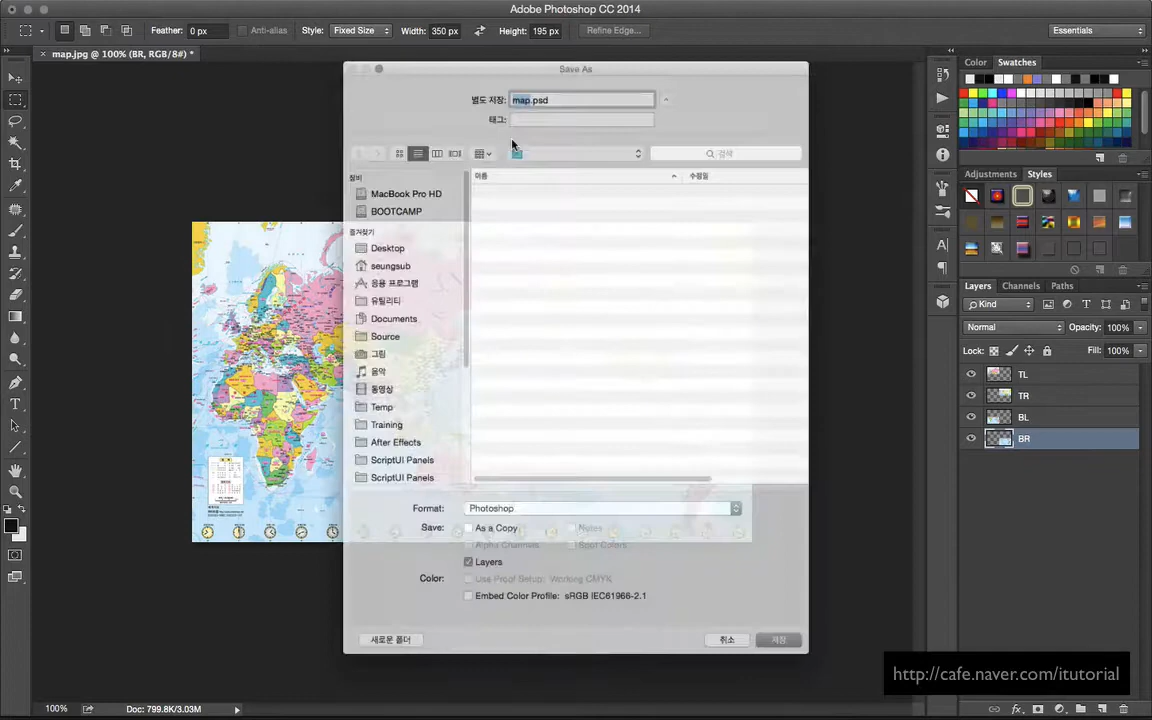 Adobe Photoshop CC 2014
Feather: 0 px
Anti-alias
Style: Fixed Size
Width: 350 px
Height: 195 px
Refine Edge...
Essentials
× map.jpg @ 100% (BR, RGB/8#) *
Save As
별도 저장: map.psd
태그:
검색
장비
MacBook Pro HD
BOOTCAMP
즐겨찾기
Desktop
seungsub
응용 프로그램
유틸리티
Documents
Source
그림
음악
동영상
Temp
Training
After Effects
ScriptUI Panels
ScriptUI Panels
이름
수정일
Format: Photoshop
Save: As a Copy
Notes
Alpha Channels
Spot Colors
Layers
Color: Use Proof Setup: Working CMYK
Embed Color Profile: sRGB IEC61966-2.1
새로운 폴더
취소
저장
Color
Swatches
Adjustments
Styles
Layers
Channels
Paths
Kind
Normal
Opacity: 100%
Lock:
Fill: 100%
TL
TR
BL
BR
http://cafe.naver.com/itutorial
100%
Doc: 799.8K/3.03M